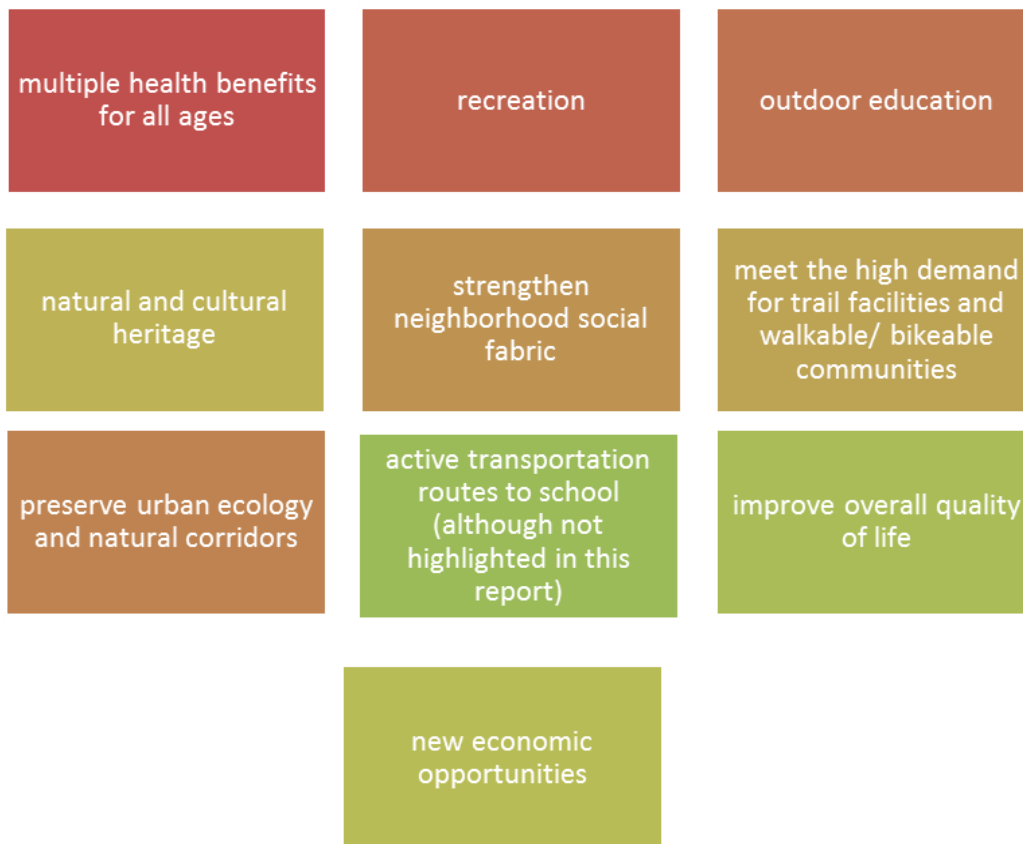 multiple health benefits
for all ages
recreation
outdoor education
natural and cultural
heritage
strengthen
neighborhood social
fabric
meet the high demand
for trail facilities and
walkable/ bikeable
communities
preserve urban ecology
and natural corridors
active transportation
routes to school
(although not
highlighted in this
report)
improve overall quality
of life
new economic
opportunities